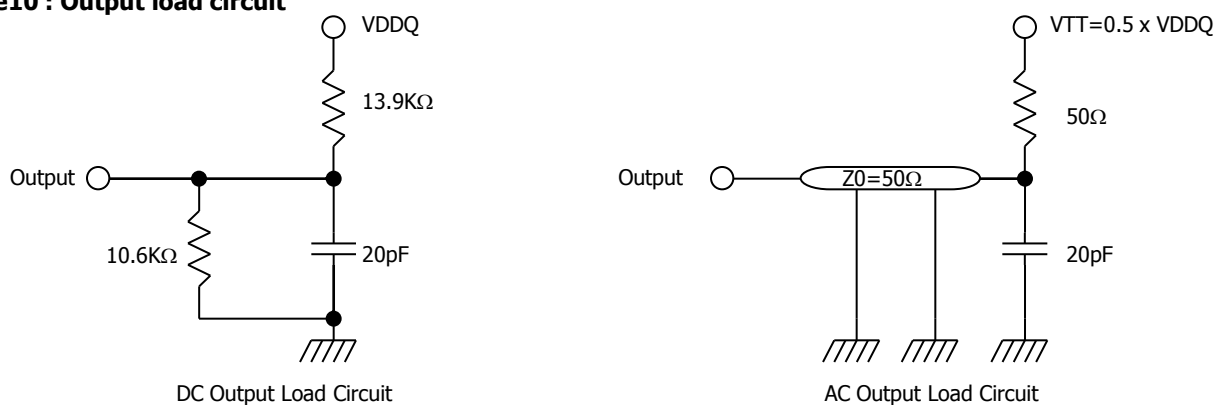 e10 : Output load circuit
VDDQ
13.9KΩ
Output
10.6KΩ
20pF
DC Output Load Circuit
VTT=0.5 x VDDQ
50Ω
Output
Z0=50Ω
20pF
AC Output Load Circuit